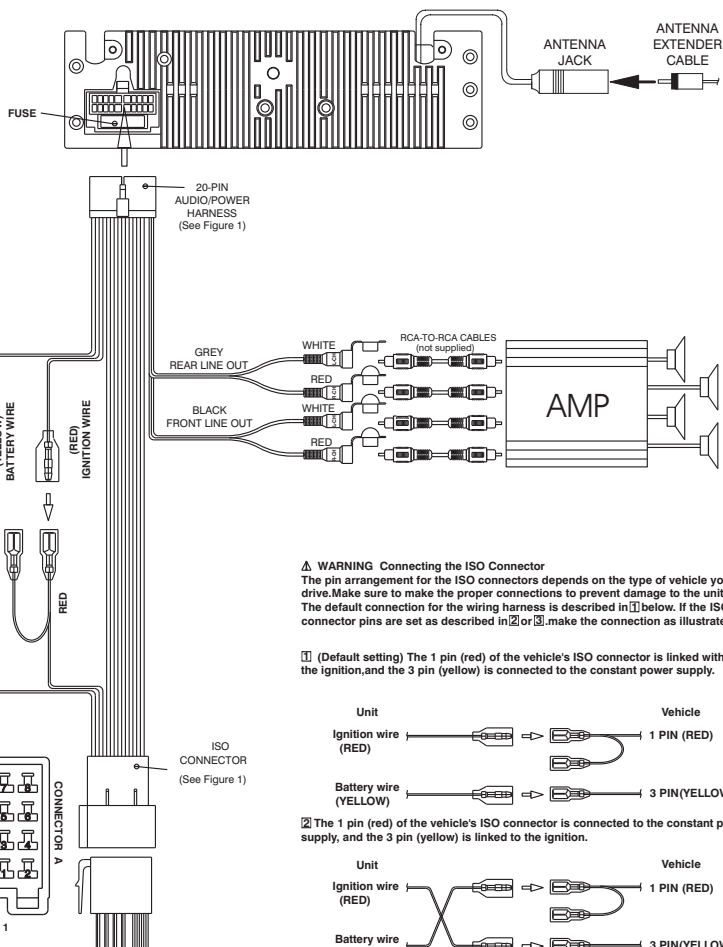 ANTENNA
JACK
ANTENNA
EXTENDER
CABLE
FUSE
20-PIN
AUDIO/POWER
HARNESS
(See Figure 1)
GREY
REAR LINE OUT
BLACK
FRONT LINE OUT
WHITE
RED
WHITE
RED
RCA-TO-RCA CABLES
(not supplied)
AMP
BATTERY WIRE
(RED)
IGNITION WIRE
RED
⚠ WARNING Connecting the ISO Connector
The pin arrangement for the ISO connectors depends on the type of vehicle
drive.Make sure to make the proper connections to prevent damage to the unit
The default connection for the wiring harness is described in 1 below. If the
connector pins are set as described in 2 or 3.make the connection as
1 (Default setting) The 1 pin (red) of the vehicle's ISO connector is linked with
the ignition,and the 3 pin (yellow) is connected to the constant power supply.
Unit
Vehicle
Ignition wire
(RED)
1 PIN (RED)
Battery wire
(YELLOW)
3
2 The 1 pin (red) of the vehicle's ISO connector is connected to the constant
supply, and the 3 pin (yellow) is linked to the ignition.
Unit
Vehicle
Ignition wire
(RED)
1 PIN (RED)
Battery wire
ISO
CONNECTOR
(See Figure 1)
CONNECTOR A
7 8
5 6
3 4
1 2
1